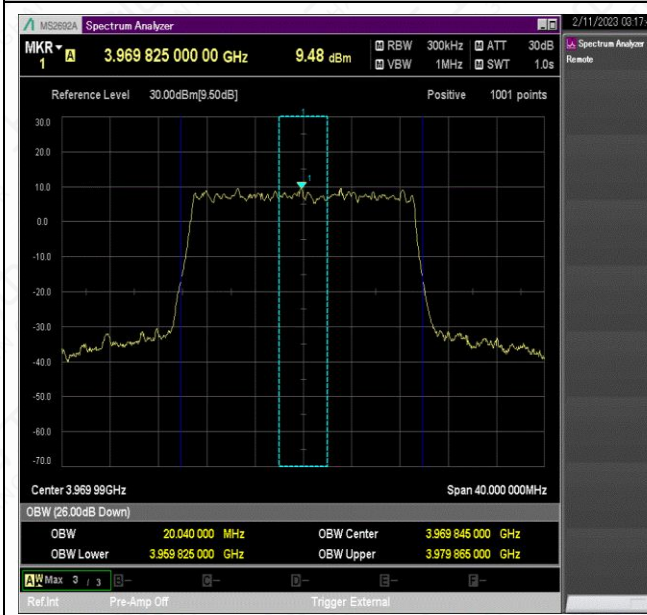 MS2692A Spectrum Analyzer 2/11/2023 03:17:
MKR 1 A 3.969 825 000 00 GHz 9.48 dBm
M RBW 300kHz M ATT 30dB
M VBW 1MHz M SWT 1.0s
Spectrum Analyzer
Remote
Reference Level 30.00dBm[9.50dB] Positive 1001 points
1
30.0
20.0
10.0
1
0.0
-10.0
-20.0
-30.0
-40.0
-50.0
-60.0
-70.0
Center 3.969 99GHz Span 40.000 000MHz
OBW (26.00dB Down)
OBW 20.040 000 MHz OBW Center 3.969 845 000 GHz
OBW Lower 3.959 825 000 GHz OBW Upper 3.979 865 000 GHz
A W Max 3 / 3 B- C- D- E- F-
Ref.Int Pre-Amp Off Trigger External